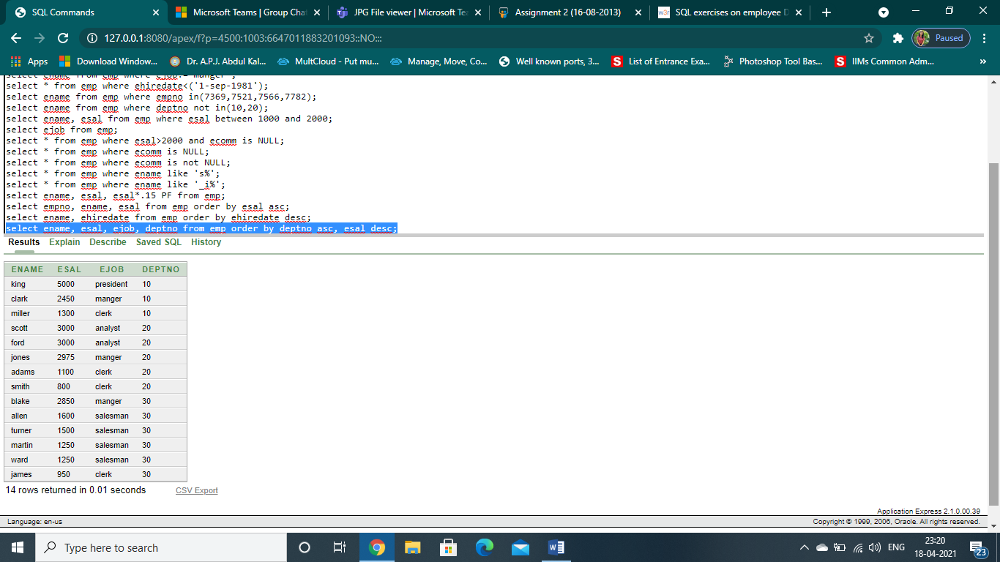 SQL Commands
Microsoft Teams | Group Chat
JPG File viewer | Microsoft Te
Assignment 2 (16-08-2013)
SQL exercises on employee D
127.0.0.1:8080/apex/f?p=4500:1003:6647011883201093::NO:::
Paused
Apps
Download Window...
Dr. A.P.J. Abdul Kal...
MultCloud - Put mu...
Manage, Move, Co...
Well known ports, 3...
List of Entrance Exa...
Photoshop Tool Bas...
IIMs Common Adm...
select ename from emp where ejob!='manger';
select * from emp where ehiredate<('1-sep-1981');
select ename from emp where empno in(7369,7521,7566,7782);
select ename from emp where deptno not in(10,20);
select ename, esal from emp where esal between 1000 and 2000;
select ejob from emp;
select * from emp where esal>2000 and ecomm is NULL;
select * from emp where ecomm is NULL;
select * from emp where ecomm is not NULL;
select * from emp where ename like 's%';
select * from emp where ename like '_i%';
select ename, esal, esal*.15 PF from emp;
select empno, ename, esal from emp order by esal asc;
select ename, ehiredate from emp order by ehiredate desc;
select ename, esal, ejob, deptno from emp order by deptno asc, esal desc;
Results Explain Describe Saved SQL History
ENAME ESAL EJOB DEPTNO
king 5000 president 10
clark 2450 manger 10
miller 1300 clerk 10
scott 3000 analyst 20
ford 3000 analyst 20
jones 2975 manger 20
adams 1100 clerk 20
smith 800 clerk 20
blake 2850 manger 30
allen 1600 salesman 30
turner 1500 salesman 30
martin 1250 salesman 30
ward 1250 salesman 30
james 950 clerk 30
14 rows returned in 0.01 seconds CSV Export
Application Express 2.1.0.00.39
Language: en-us Copyright © 1999, 2006, Oracle. All rights reserved.
Type here to search
ENG
23:20
18-04-2021
23